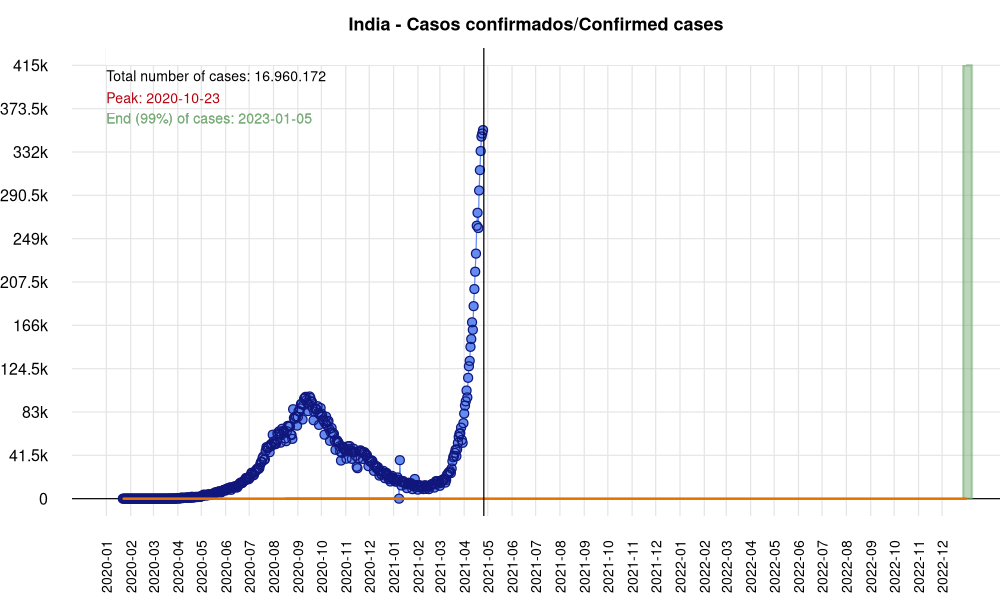 India - Casos confirmados/Confirmed cases
415k
Total number of cases: 16.960.172
Peak: 2020-10-23
373.5k
End (99%) of cases: 2023-01-05
332k
290.5k
249k
207.5k
166k
124.5k
83k
41.5k
0
2020-01
2020-02
2020-03
2020-04
2020-05
2020-06
2020-07
2020-08
2020-09
2020-10
2020-11
2020-12
2021-01
2021-02
2021-03
2021-04
2021-05
2021-06
2021-07
2021-08
2021-09
2021-10
2021-11
2021-12
2022-01
2022-02
2022-03
2022-04
2022-05
2022-06
2022-07
2022-08
2022-09
2022-10
2022-11
2022-12